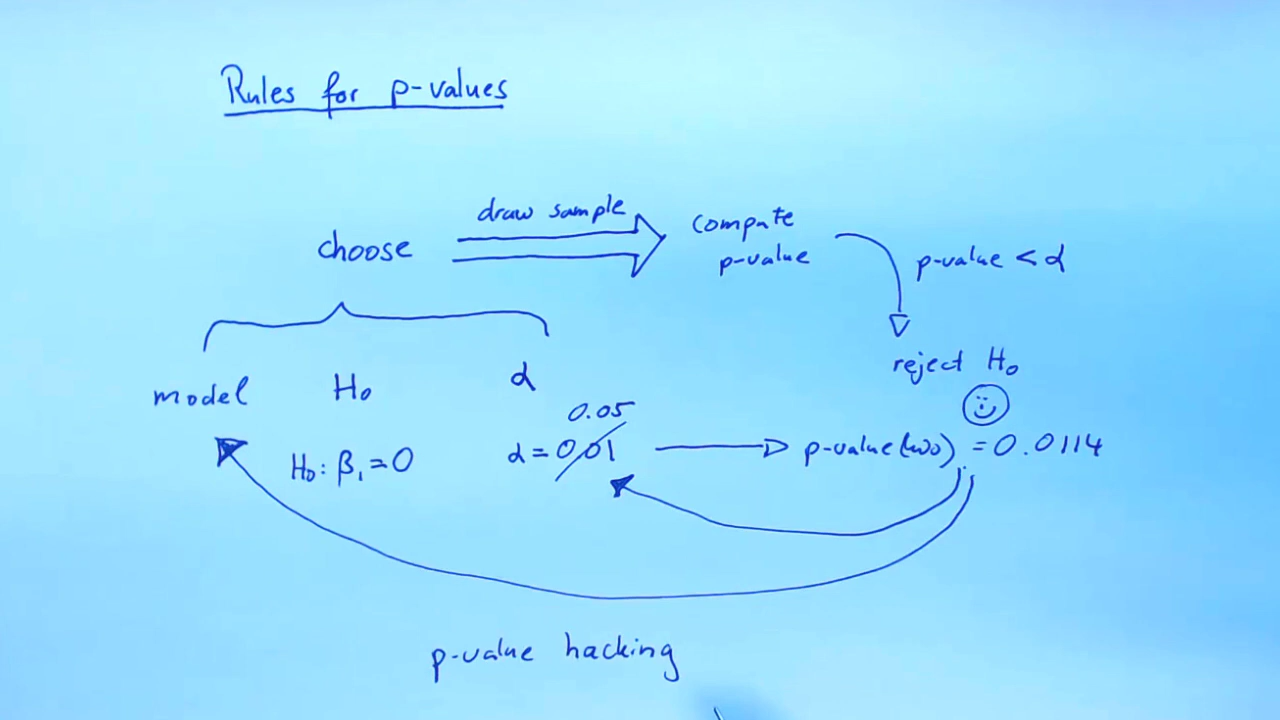 Rules for p-values
draw sample
choose
compute
p-value
p-value < α
reject H₀
model
H₀
α
0.05
H₀: β₁ = 0
α = 0.01
p-value (wo) = 0.0114
p-value hacking